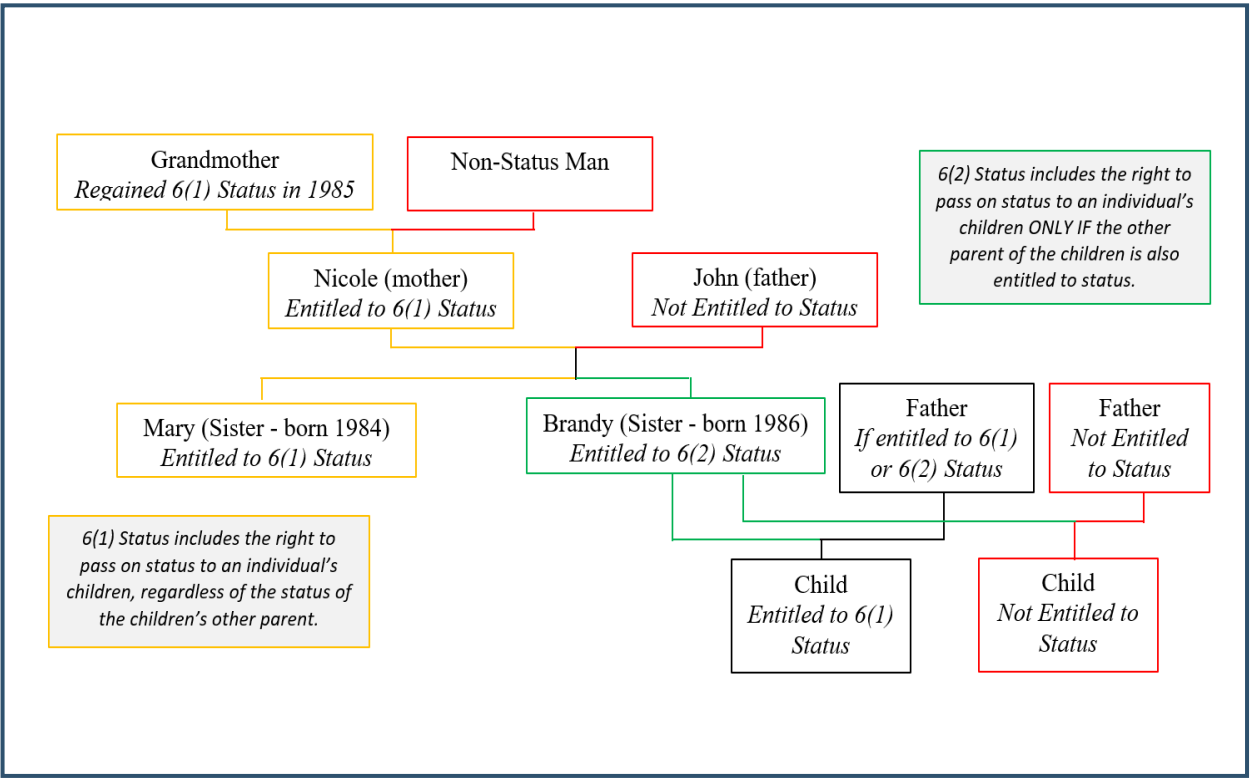 Grandmother
Regained 6(1) Status in 1985
Non-Status Man
6(2) Status includes the right to
pass on status to an individual’s
children ONLY IF the other
parent of the children is also
entitled to status.
Nicole (mother)
Entitled to 6(1) Status
John (father)
Not Entitled to Status
Mary (Sister - born 1984)
Entitled to 6(1) Status
Brandy (Sister - born 1986)
Entitled to 6(2) Status
Father
If entitled to 6(1)
or 6(2) Status
Father
Not Entitled
to Status
6(1) Status includes the right to
pass on status to an individual’s
children, regardless of the status of
the children’s other parent.
Child
Entitled to 6(1)
Status
Child
Not Entitled to
Status